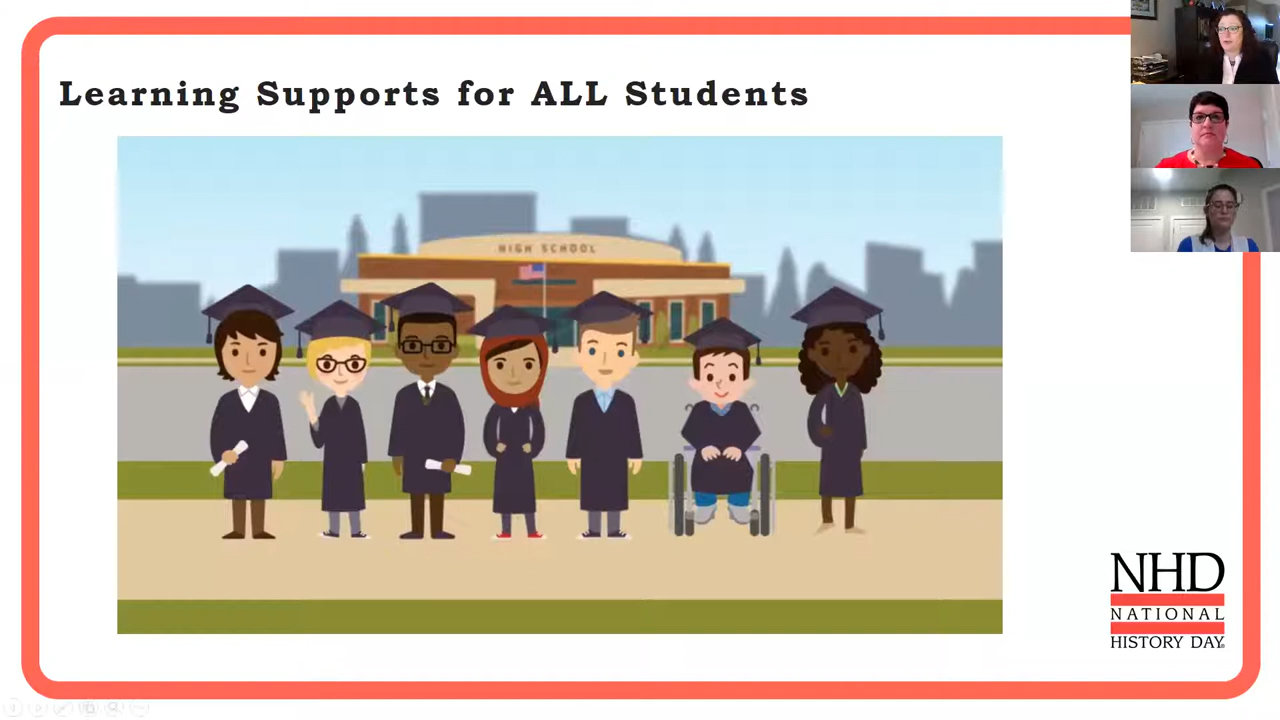 Learning Supports for ALL Students
HIGH SCHOOL
NHD
NATIONAL
HISTORY DAY®